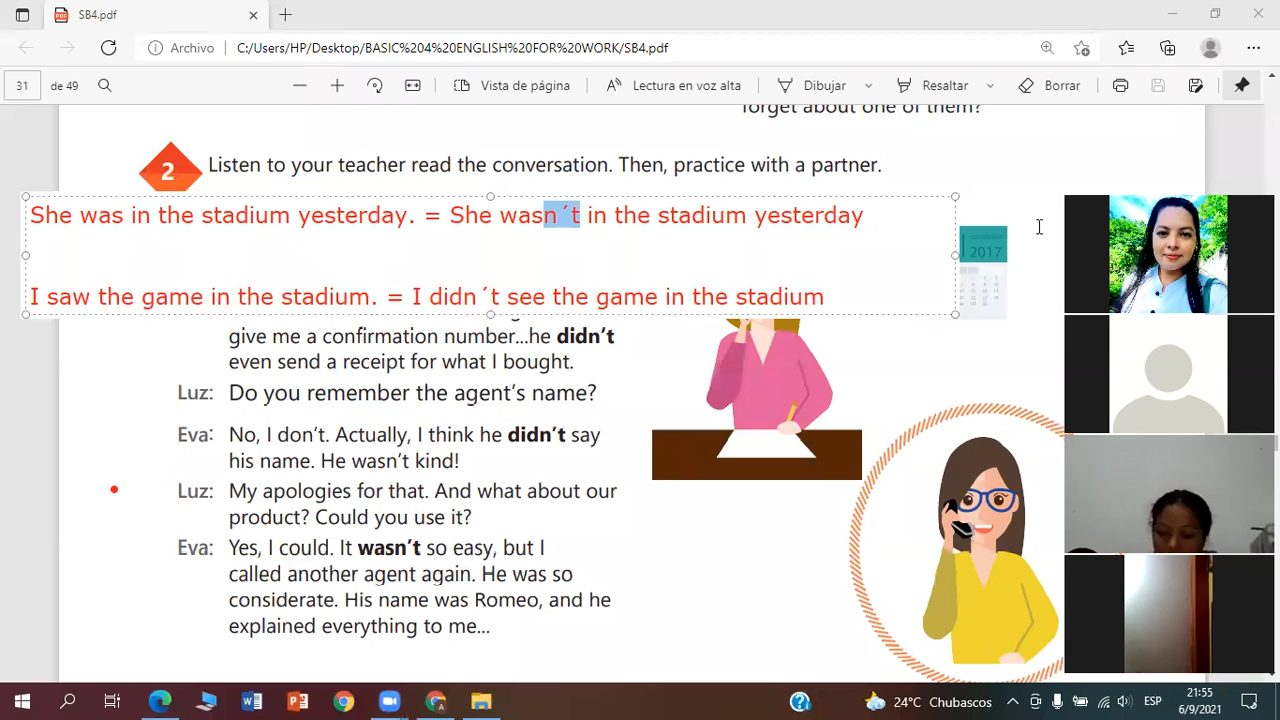 SB4.pdf
Archivo
C:/Users/HP/Desktop/BASIC%204%20ENGLISH%20FOR%20WORK/SB4.pdf
31
de 49
Vista de página
Lectura en voz alta
Dibujar
Resaltar
Borrar
forget about one of them?
2
Listen to your teacher read the conversation. Then, practice with a partner.
She was in the stadium yesterday. = She wasn´t in the stadium yesterday
2017
I saw the game in the stadium. = I didn´t see the game in the stadium
give me a confirmation number...he didn't
even send a receipt for what I bought.
Luz: Do you remember the agent's name?
Eva: No, I don't. Actually, I think he didn't say
his name. He wasn't kind!
Luz: My apologies for that. And what about our
product? Could you use it?
Eva: Yes, I could. It wasn't so easy, but I
called another agent again. He was so
considerate. His name was Romeo, and he
explained everything to me...
24°C Chubascos
ESP
21:55
6/9/2021